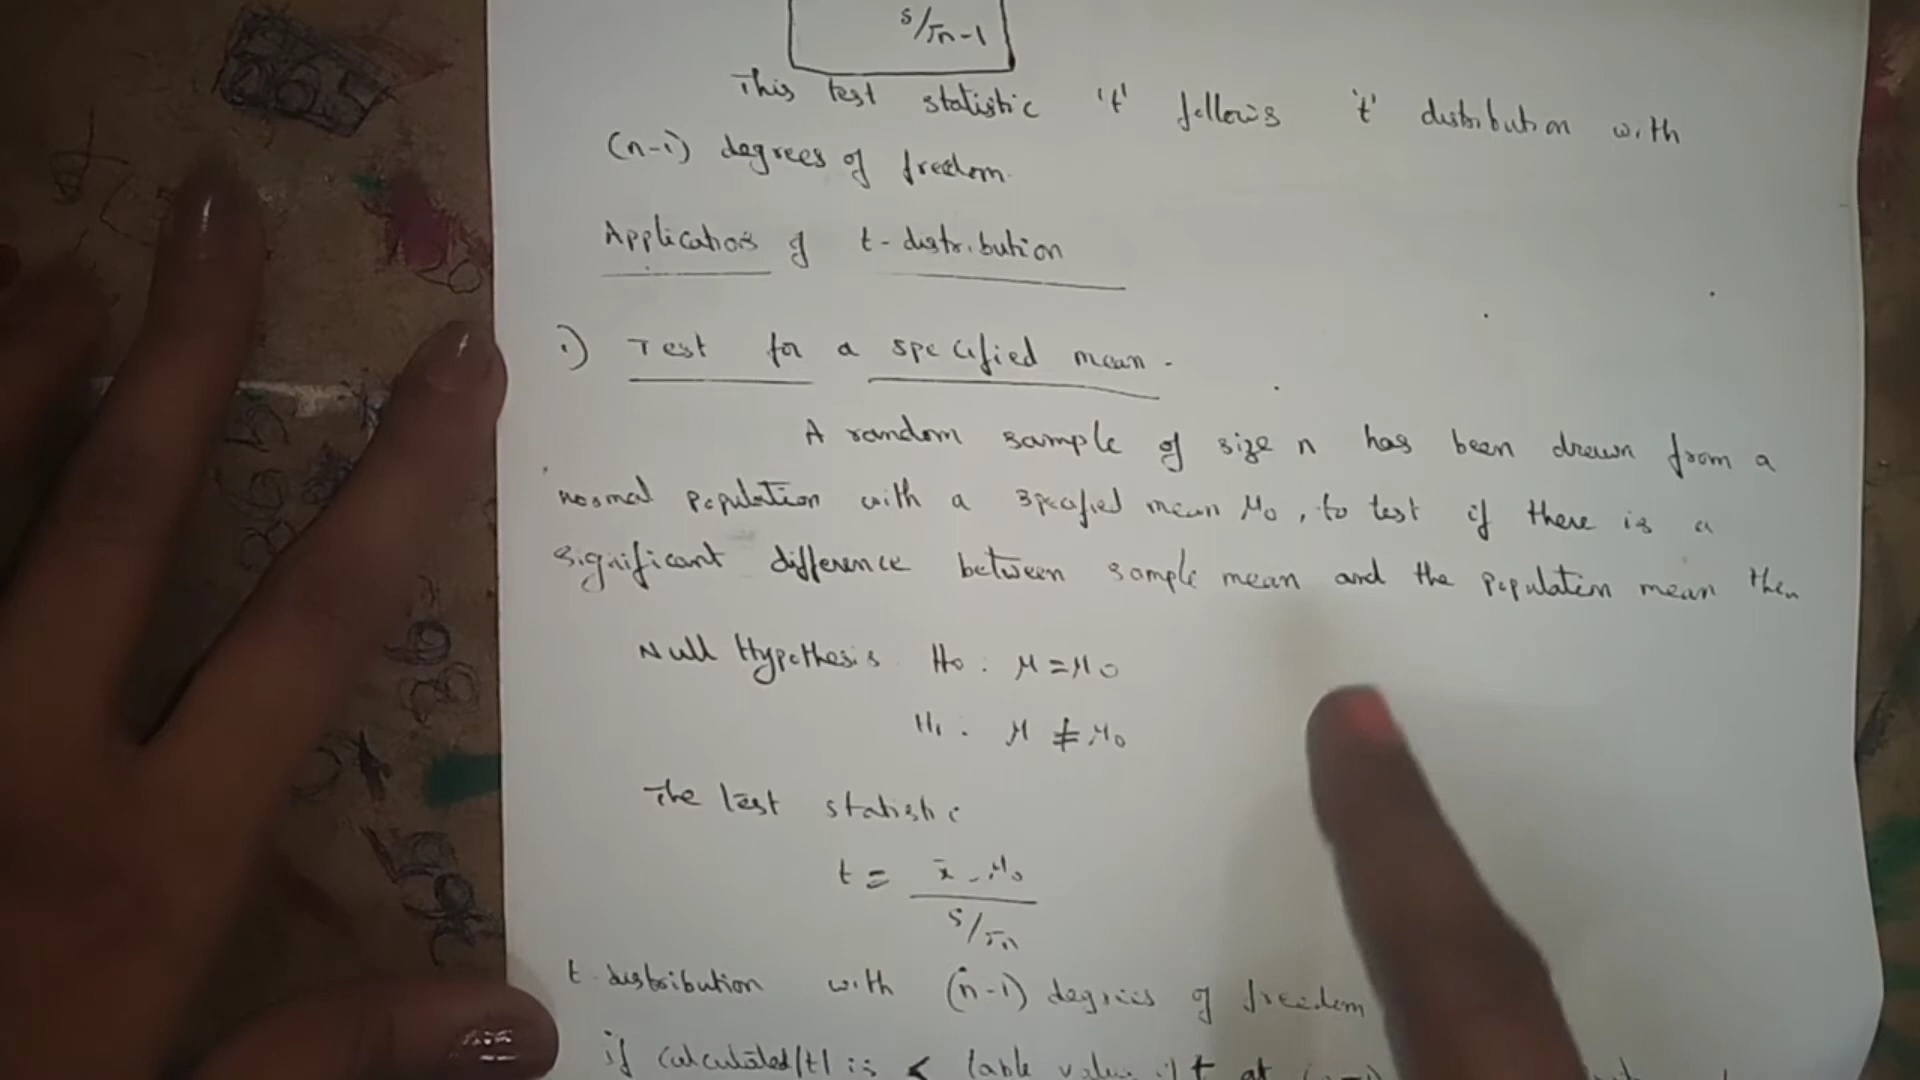 s/√n-1
This test statistic 't' follows 't' distribution with
(n-1) degrees of freedom.
Applications of t-distribution
1) Test for a specified mean.
A random sample of size n has been drawn from a
normal population with a specified mean μ₀, to test if there is a
significant difference between sample mean and the population mean then
Null Hypothesis H₀ : μ = μ₀
H₁ : μ ≠ μ₀
The test statistic
t = x̄ - μ₀
s/√n
t-distribution with (n-1) degrees of freedom
if calculated |t| is < table value of t at